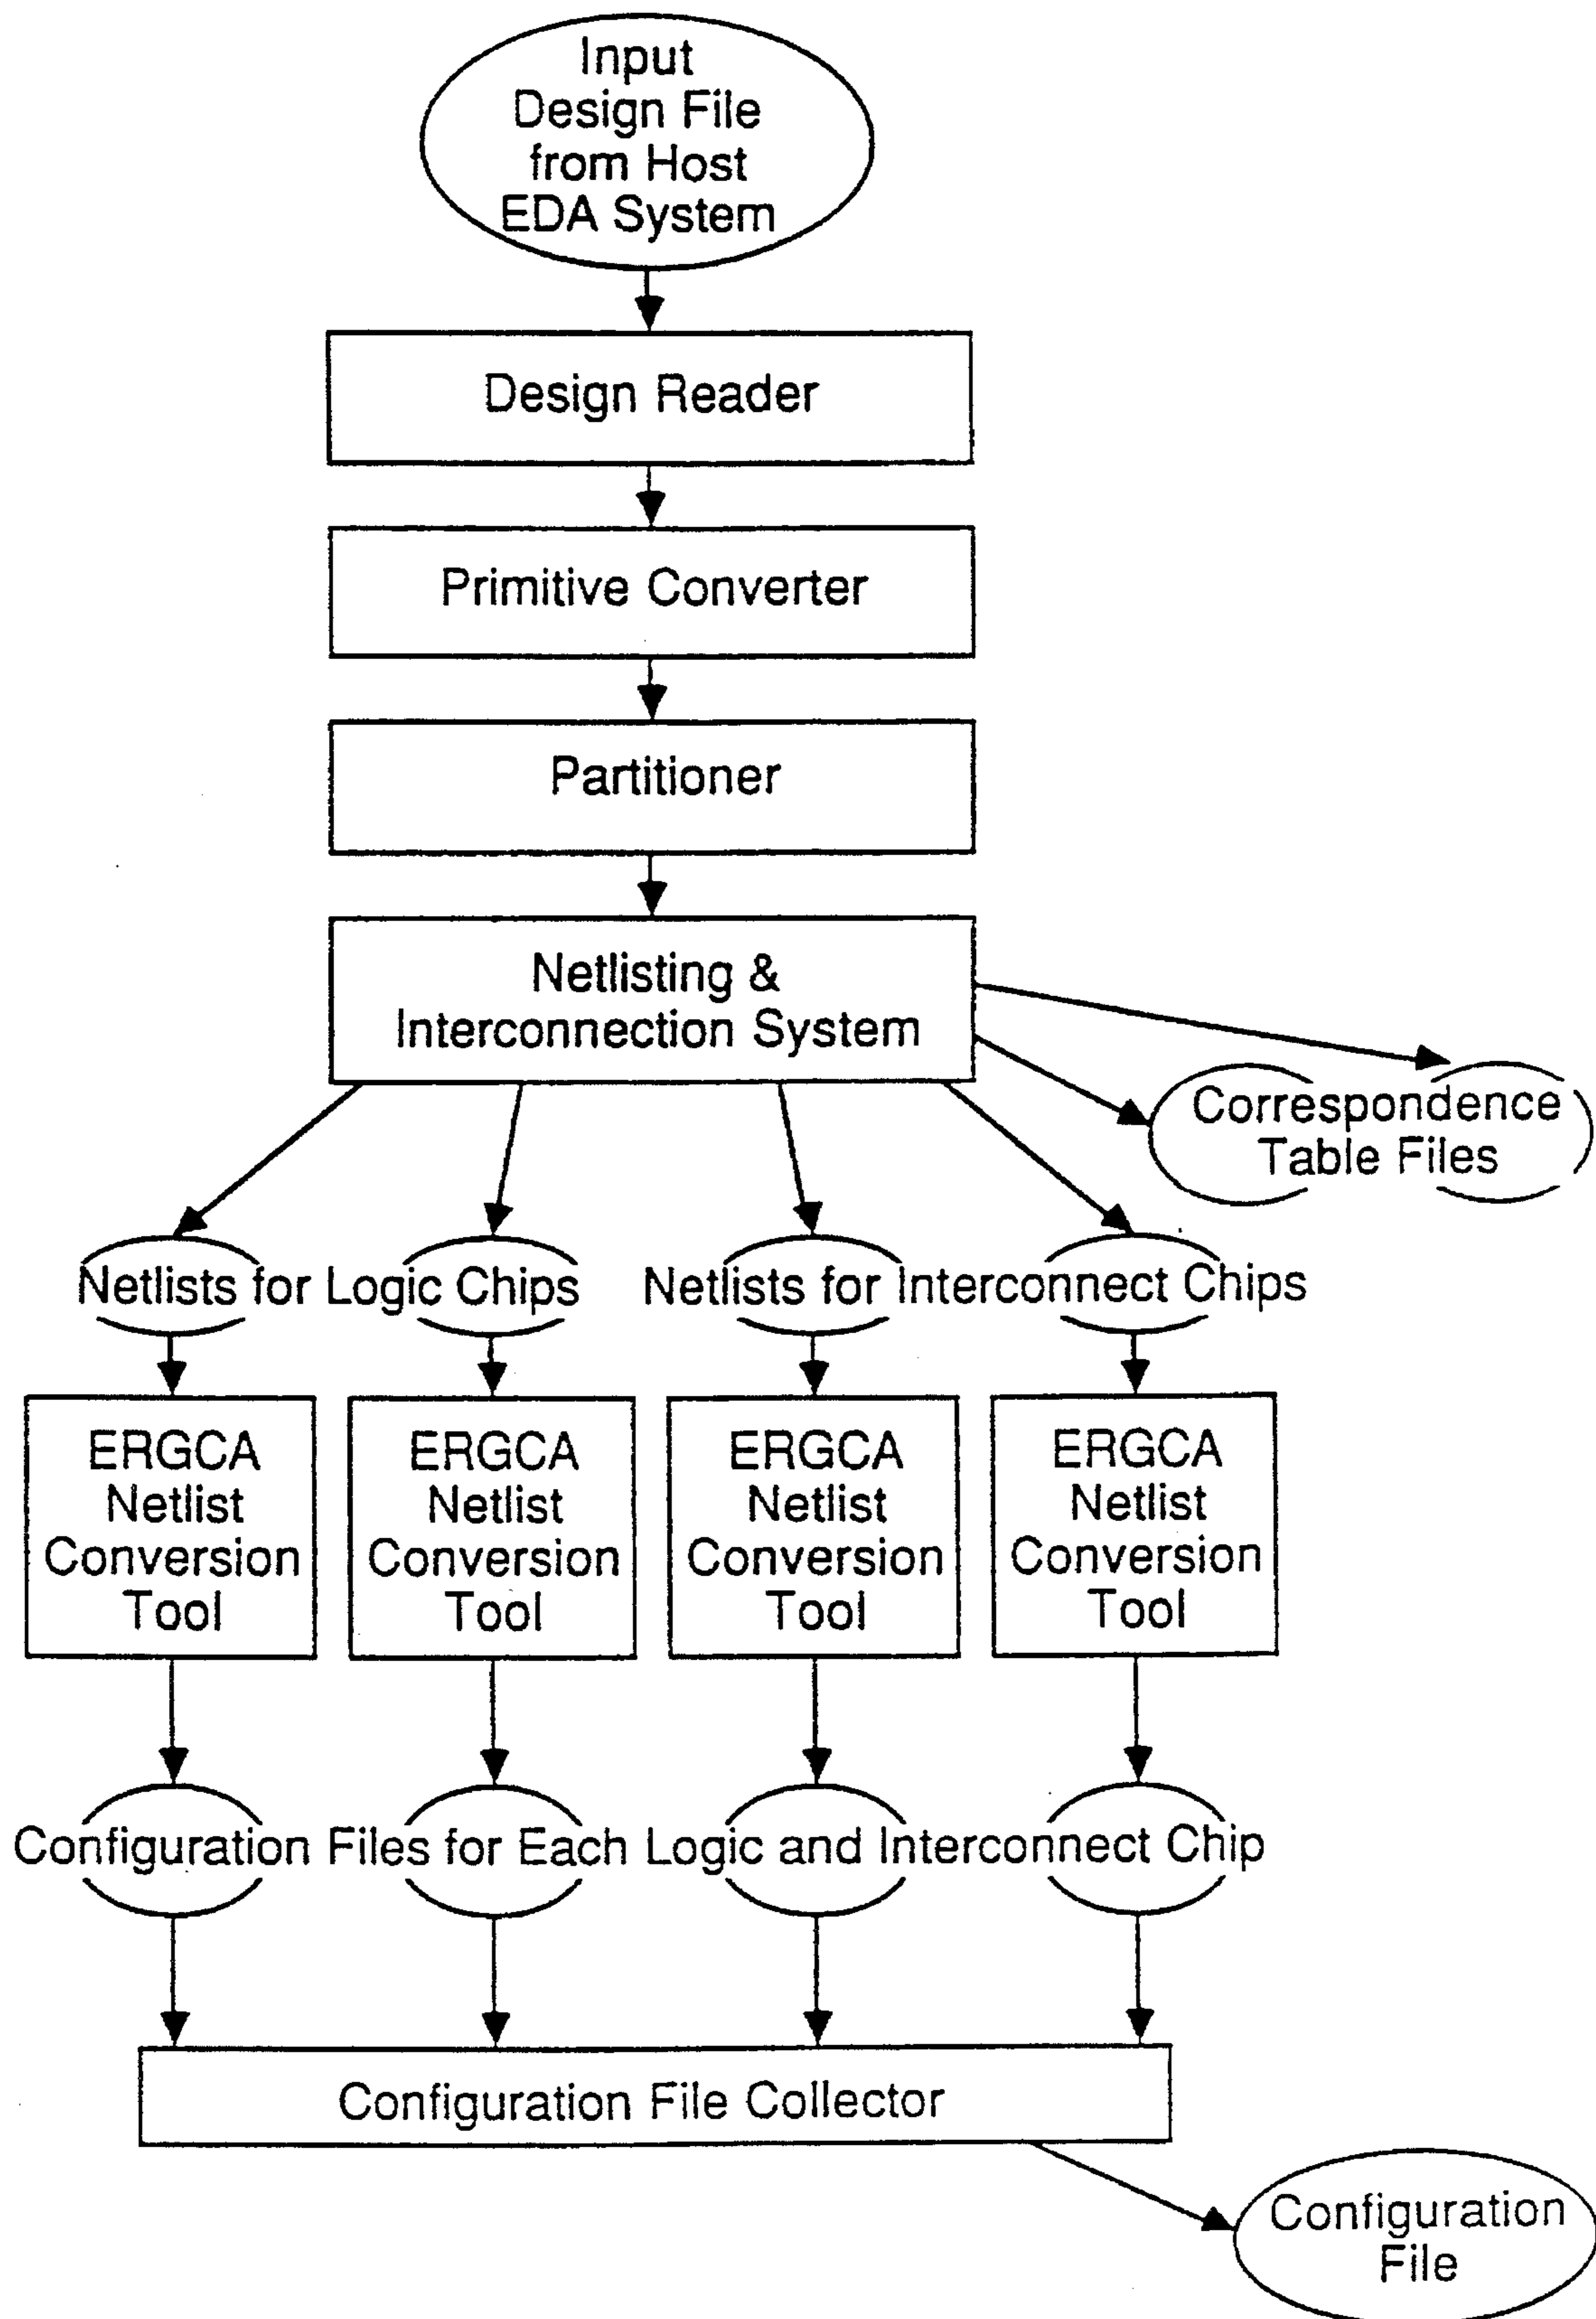 Input
Design File
from Host
EDA System
Design Reader
Primitive Converter
Partitioner
Netlisting &
Interconnection System
Correspondence
Table Files
Netlists for Logic Chips
Netlists for Interconnect Chips
ERGCA
Netlist
Conversion
Tool
ERGCA
Netlist
Conversion
Tool
ERGCA
Netlist
Conversion
Tool
ERGCA
Netlist
Conversion
Tool
Configuration Files for Each Logic and Interconnect Chip
Configuration File Collector
Configuration
File